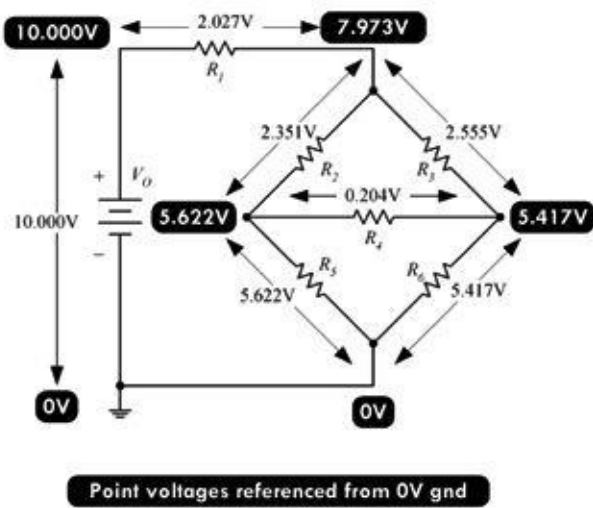 10.000V
2.027V
7.973V
R1
2.351V
2.555V
R2
R3
+
V0
0.204V
10.000V
5.622V
5.417V
R4
−
R5
R6
5.622V
5.417V
0V
0V
Point voltages referenced from 0V gnd